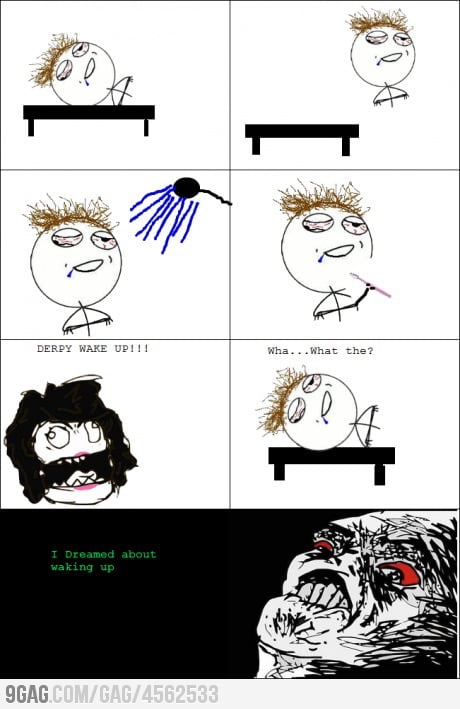 DERPY WAKE UP!!!
Wha...What the?
I Dreamed about
waking up
9GAG.COM/GAG/4562533